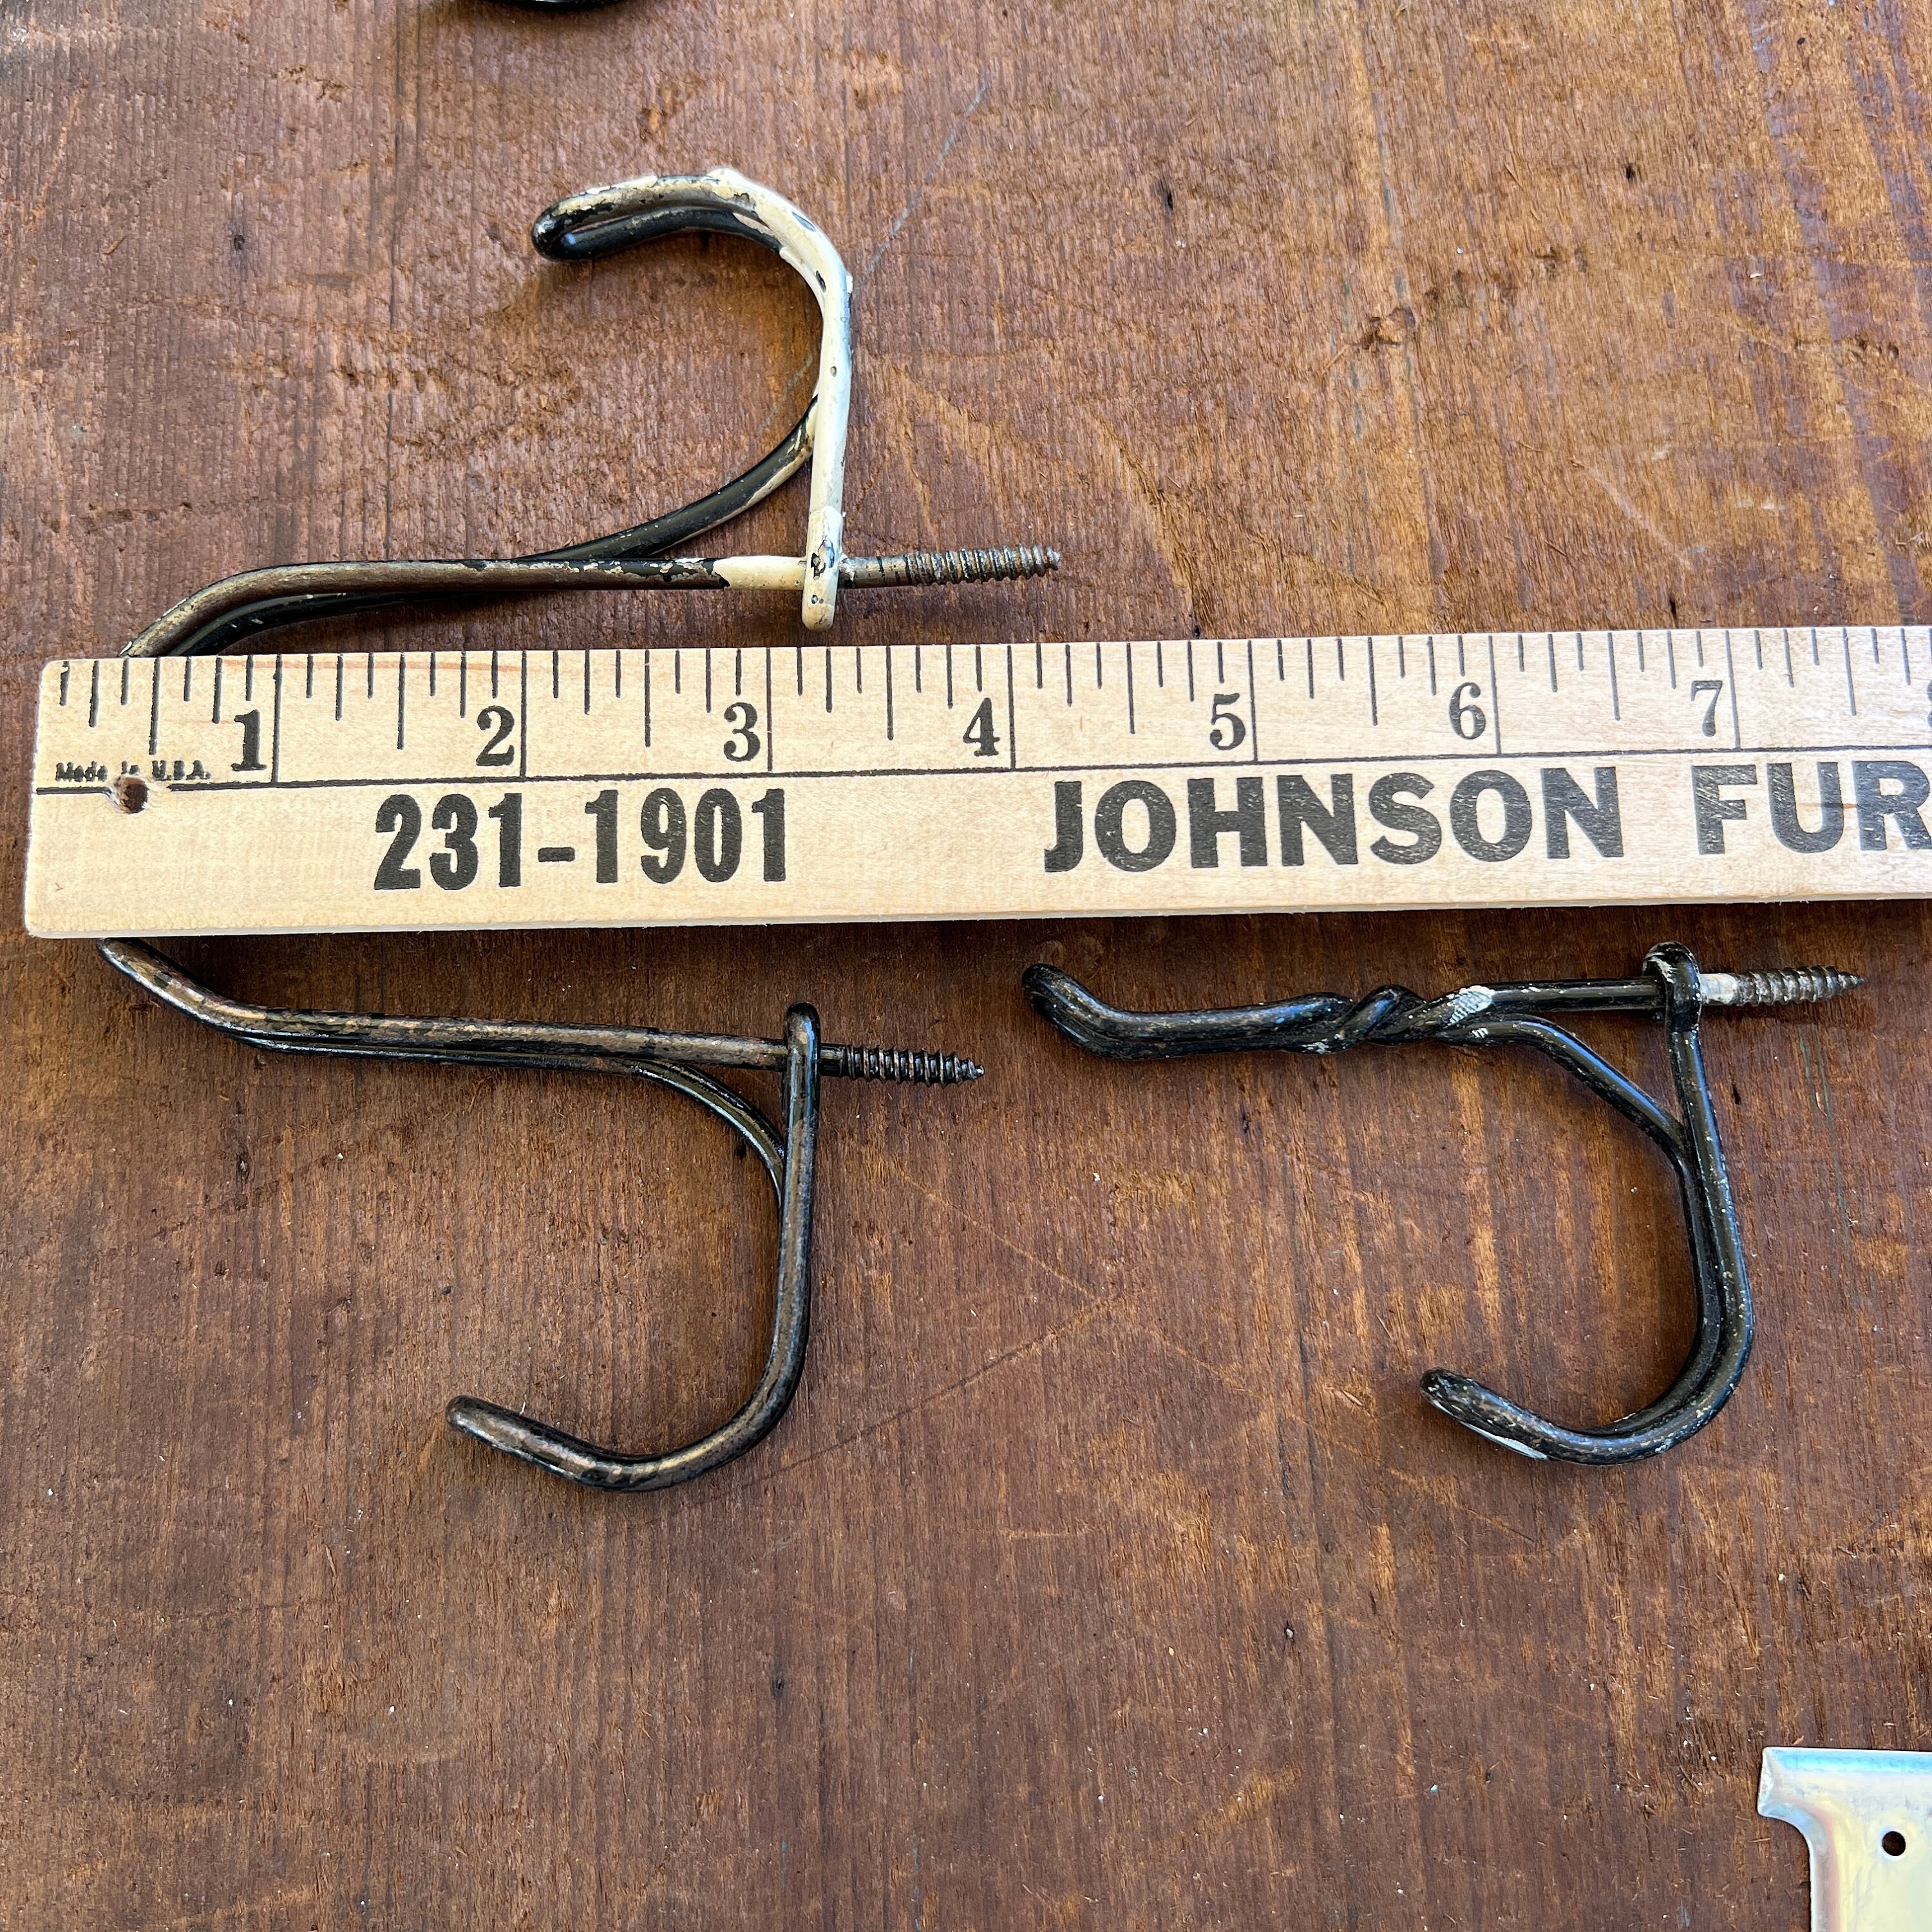 1 2 3 4 5 6 7
Made in U.S.A.
231-1901 JOHNSON FUR